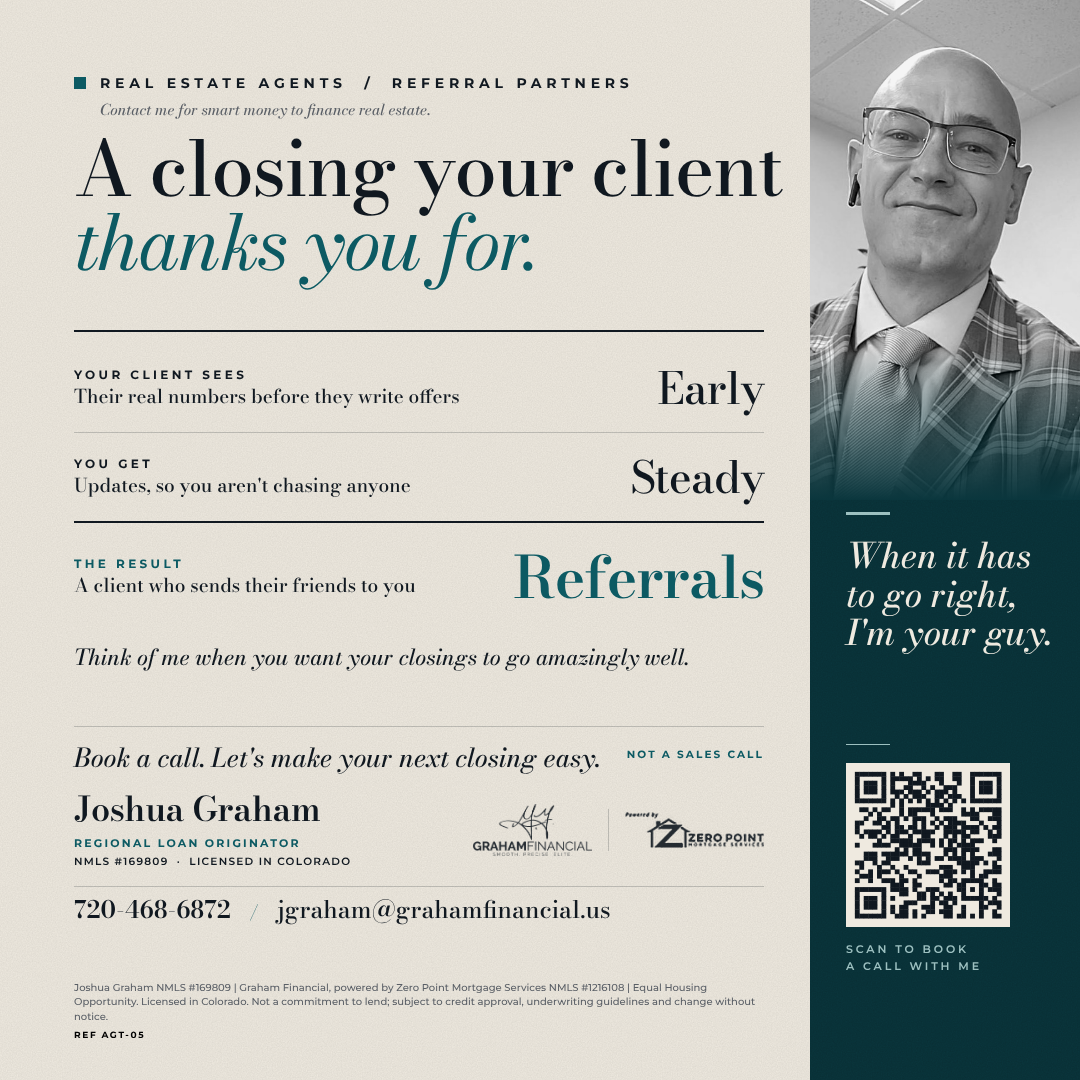 REAL ESTATE AGENTS / REFERRAL PARTNERS
Contact me for smart money to finance real estate.
A closing your client
thanks you for.
YOUR CLIENT SEES
Their real numbers before they write offers
Early
YOU GET
Updates, so you aren't chasing anyone
Steady
THE RESULT
A client who sends their friends to you
Referrals
Think of me when you want your closings to go amazingly well.
Book a call. Let's make your next closing easy.
NOT A SALES CALL
Joshua Graham
REGIONAL LOAN ORIGINATOR
NMLS #169809 · LICENSED IN COLORADO
GRAHAMFINANCIAL
SMOOTH. PRECISE. ELITE.
Powered by
ZERO POINT
MORTGAGE SERVICES
720-468-6872 / jgraham@grahamfinancial.us
Joshua Graham NMLS #169809 | Graham Financial, powered by Zero Point Mortgage Services NMLS #1216108 | Equal Housing
Opportunity. Licensed in Colorado. Not a commitment to lend; subject to credit approval, underwriting guidelines and change without
notice.
REF AGT-05
When it has
to go right,
I'm your guy.
SCAN TO BOOK
A CALL WITH ME